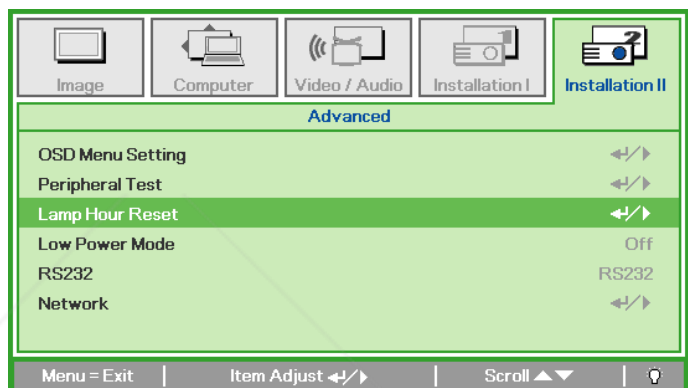 Image Computer Video / Audio Installation I Installation II
Advanced
OSD Menu Setting
Peripheral Test
Lamp Hour Reset
Low Power Mode Off
RS232 RS232
Network
Menu = Exit Item Adjust ↵/▶ Scroll ▲▼